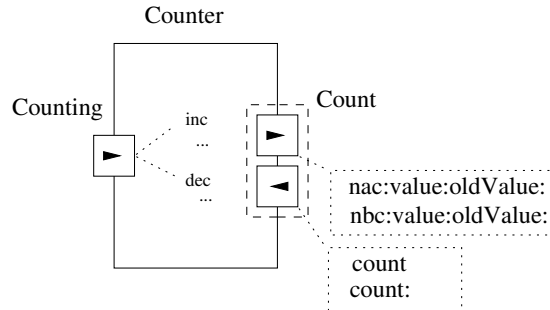 Counter
Counting
inc
...
dec
...
Count
nac:value:oldValue:
nbc:value:oldValue:
count
count: